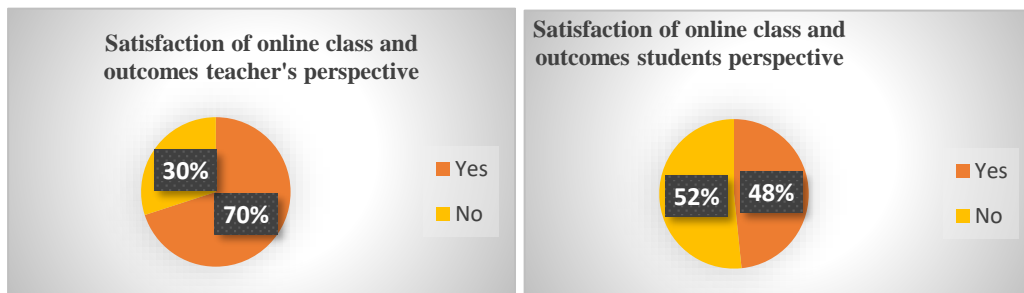 Satisfaction of online class and
outcomes teacher's perspective
30%
70%
Yes
No
Satisfaction of online class and
outcomes students perspective
52%
48%
Yes
No